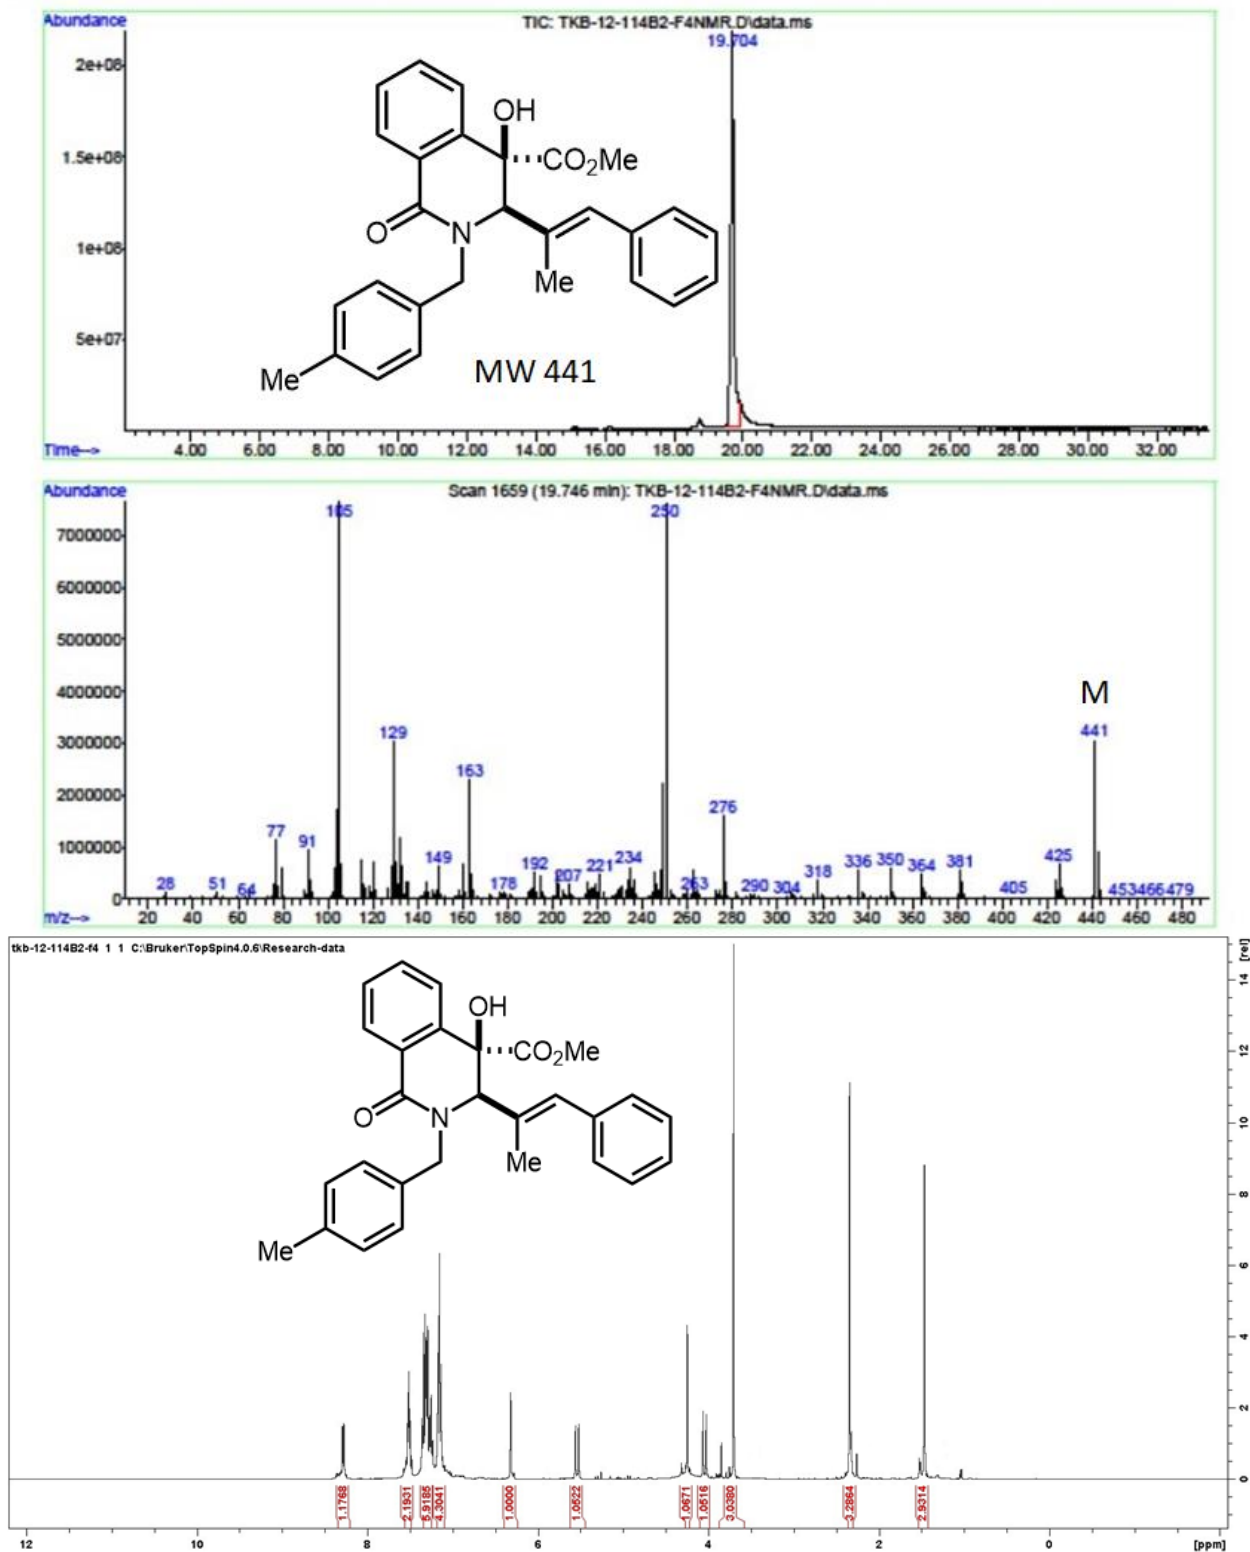 Abundance
TIC: TKB-12-114B2-F4NMR.D\data.ms
19.704
2e+08
1.5e+08
1e+08
5e+07
OH
CO2Me
O
N
Me
Me
MW 441
Time-->
4.00 6.00 8.00 10.00 12.00 14.00 16.00 18.00 20.00 22.00 24.00 26.00 28.00 30.00 32.00
Abundance
Scan 1659 (19.746 min): TKB-12-114B2-F4NMR.D\data.ms
105
250
7000000
6000000
5000000
4000000
3000000
2000000
1000000
0
M
441
129
163
276
77
91
28
51
64
149
178
192
207
221
234
263
290
304
318
336
350
364
381
405
425
453 466 479
m/z-->
20 40 60 80 100 120 140 160 180 200 220 240 260 280 300 320 340 360 380 400 420 440 460 480
tkb-12-114B2-f4 1 1 C:\Bruker\TopSpin4.0.6\Research-data
[rel]
14
12
10
8
6
4
2
0
OH
CO2Me
O
N
Me
Me
1.1768
2.1931
5.9185
4.3041
1.0000
1.0522
1.0671
1.0516
3.0380
3.2864
2.9314
12 10 8 6 4 2 0 [ppm]